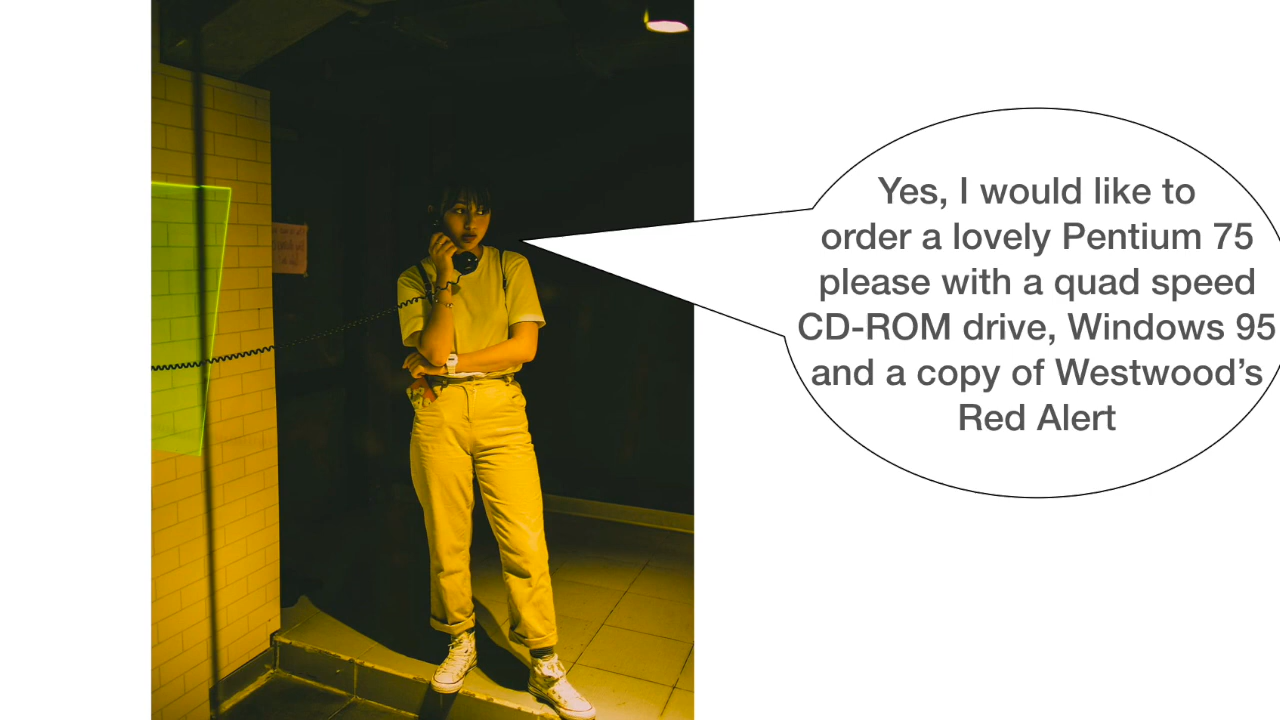 Yes, I would like to
order a lovely Pentium 75
please with a quad speed
CD-ROM drive, Windows 95
and a copy of Westwood’s
Red Alert